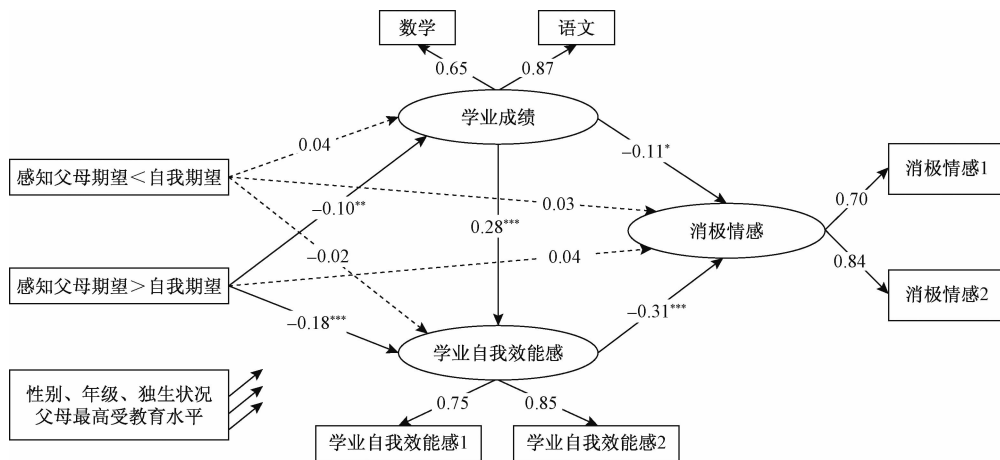 数学
语文
0.65
0.87
学业成绩
0.04
-0.11*
感知父母期望<自我期望
消极情感1
-0.10**
0.03
0.70
0.28***
消极情感
-0.02
0.04
0.84
感知父母期望>自我期望
消极情感2
-0.18***
-0.31***
学业自我效能感
性别、年级、独生状况
父母最高受教育水平
0.75
0.85
学业自我效能感1
学业自我效能感2